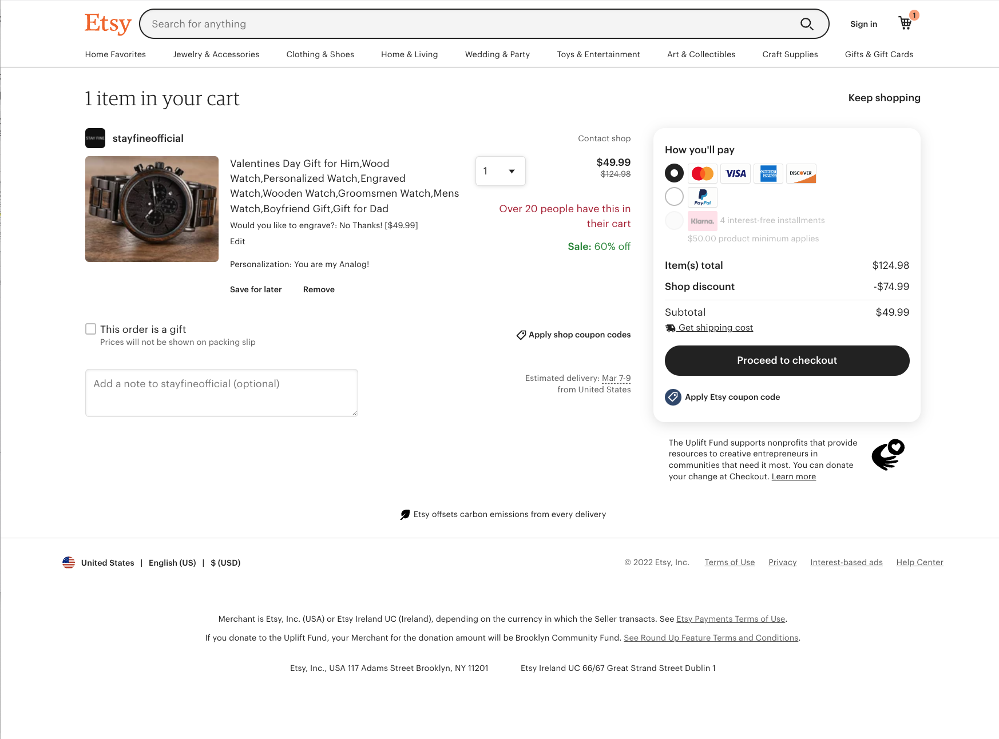 Etsy
Search for anything
Sign in
1
Home Favorites
Jewelry & Accessories
Clothing & Shoes
Home & Living
Wedding & Party
Toys & Entertainment
Art & Collectibles
Craft Supplies
Gifts & Gift Cards
1 item in your cart
Keep shopping
STAY FINE
stayfineofficial
Contact shop
Valentines Day Gift for Him,Wood
Watch,Personalized Watch,Engraved
Watch,Wooden Watch,Groomsmen Watch,Mens
Watch,Boyfriend Gift,Gift for Dad
Would you like to engrave?: No Thanks! [$49.99]
Edit
Personalization: You are my Analog!
Save for later
Remove
1
$49.99
$124.98
Over 20 people have this in
their cart
Sale: 60% off
This order is a gift
Prices will not be shown on packing slip
Apply shop coupon codes
Add a note to stayfineofficial (optional)
Estimated delivery: Mar 7-9
from United States
How you'll pay
VISA
AMERICAN EXPRESS
DISCOVER
PayPal
Klarna. 4 interest-free installments
$50.00 product minimum applies
Item(s) total $124.98
Shop discount -$74.99
Subtotal $49.99
Get shipping cost
Proceed to checkout
Apply Etsy coupon code
The Uplift Fund supports nonprofits that provide
resources to creative entrepreneurs in
communities that need it most. You can donate
your change at Checkout. Learn more
Etsy offsets carbon emissions from every delivery
United States | English (US) | $ (USD)
© 2022 Etsy, Inc.
Terms of Use
Privacy
Interest-based ads
Help Center
Merchant is Etsy, Inc. (USA) or Etsy Ireland UC (Ireland), depending on the currency in which the Seller transacts. See Etsy Payments Terms of Use.
If you donate to the Uplift Fund, your Merchant for the donation amount will be Brooklyn Community Fund. See Round Up Feature Terms and Conditions.
Etsy, Inc., USA 117 Adams Street Brooklyn, NY 11201
Etsy Ireland UC 66/67 Great Strand Street Dublin 1